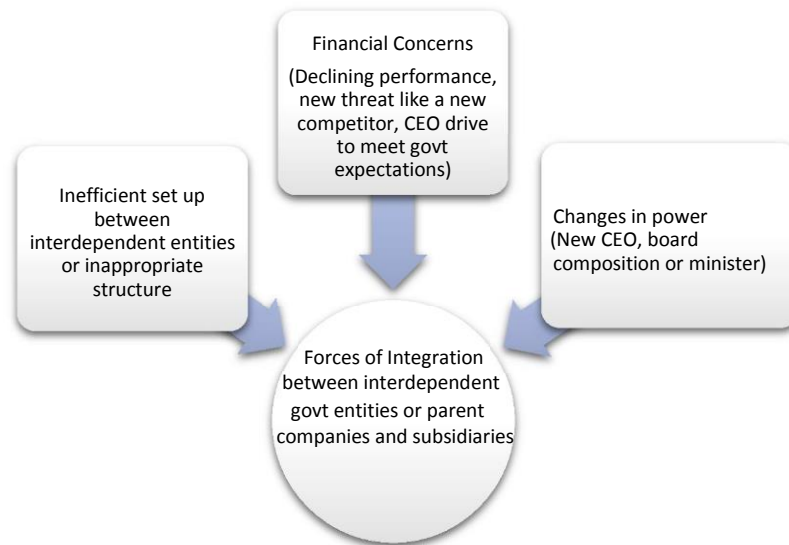 Financial Concerns
(Declining performance,
new threat like a new
competitor, CEO drive
to meet govt
expectations)
Inefficient set up
between
interdependent entities
or inappropriate
structure
Changes in power
(New CEO, board
composition or minister)
Forces of Integration
between interdependent
govt entities or parent
companies and subsidiaries